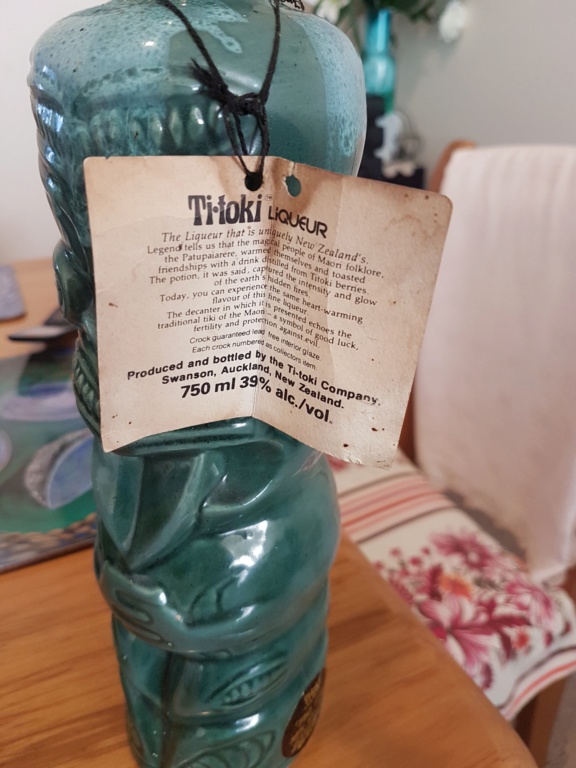 Ti-toki LIQUEUR
The Liqueur that is uniquely New Zealand's.
Legend tells us that the magical people of Maori folklore,
the Patupaiarere, warmed themselves and toasted
friendships with a drink distilled from Titoki berries.
The potion, it was said, captured the intensity and glow
of the earth's hidden fires.
Today, you can experience the same heart-warming
flavour of this fine liqueur.
The decanter in which it is presented echoes the
traditional tiki of the Maori - a symbol of good luck,
fertility and protection against evil.
Crock guaranteed lead free interior glaze.
Each crock numbered as collectors item.
Produced and bottled by the Ti-toki Company,
Swanson, Auckland, New Zealand.
750 ml 39% alc./vol.